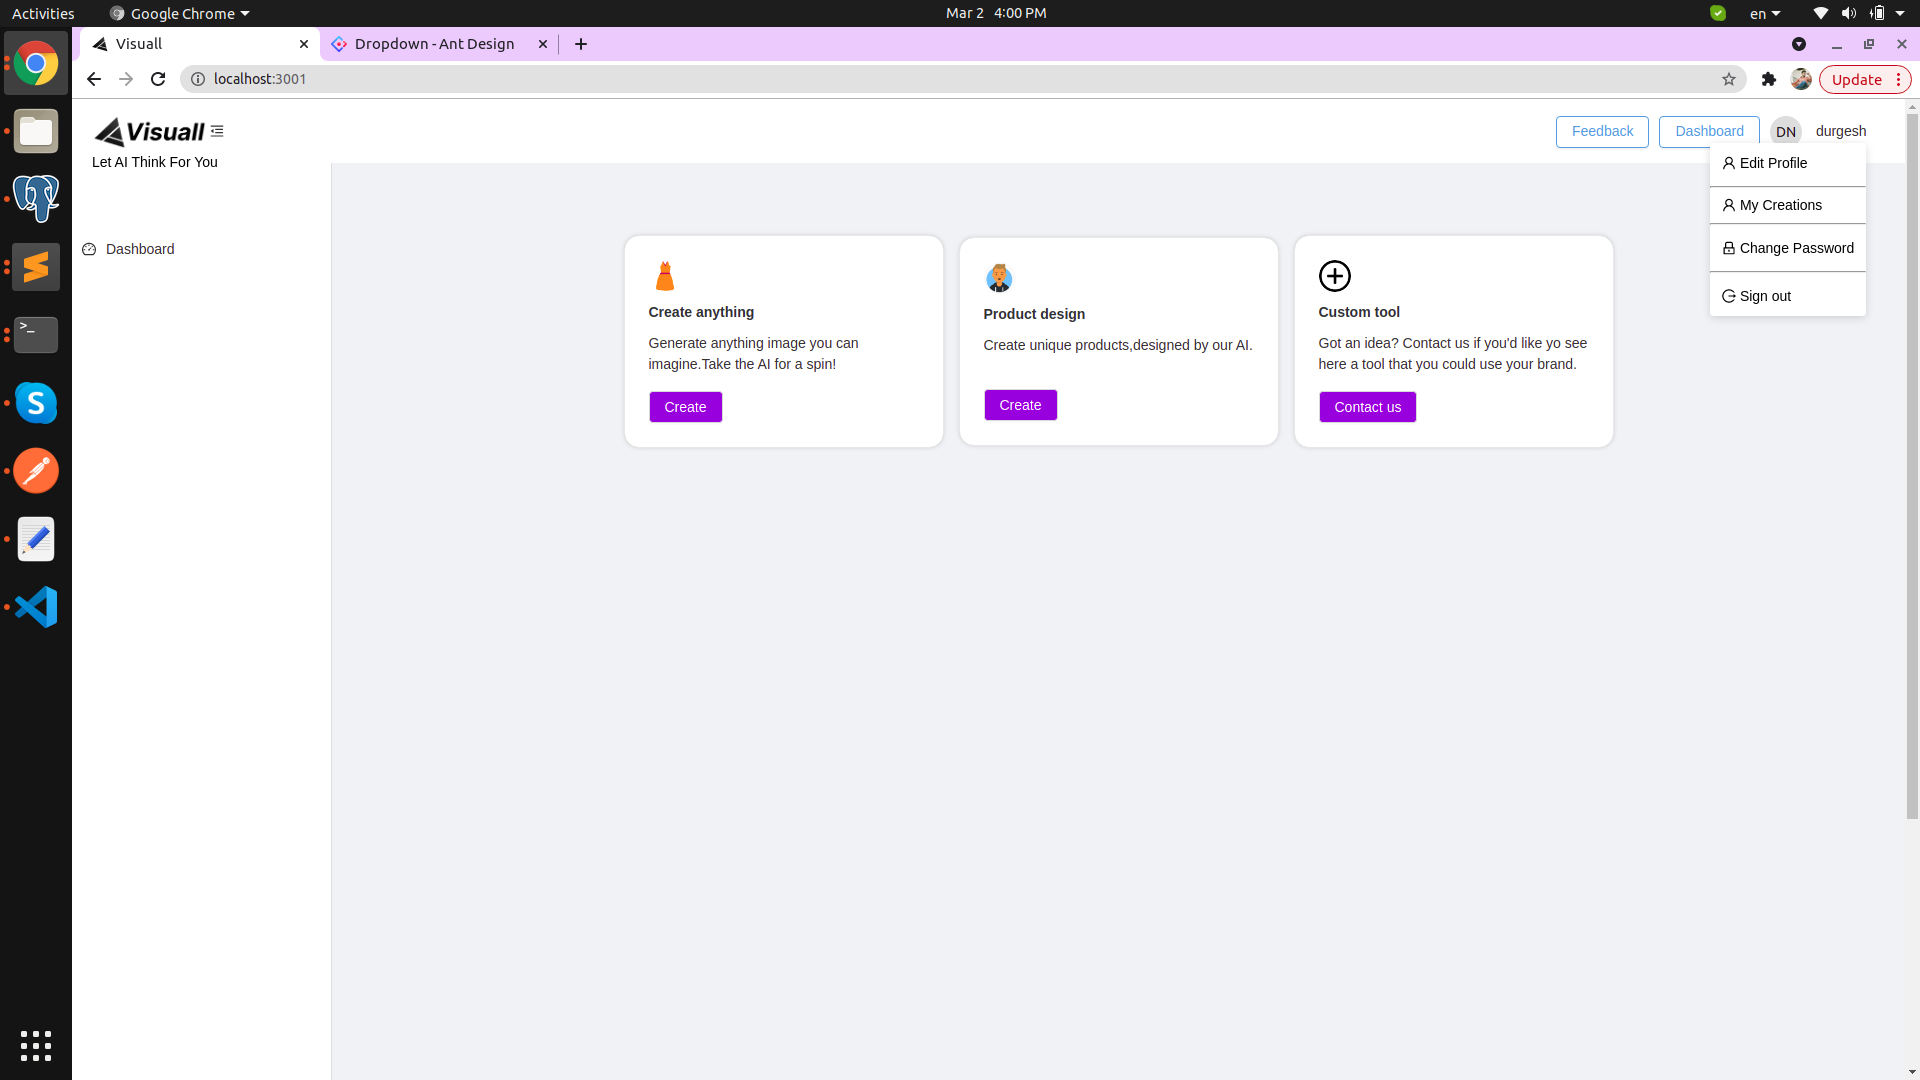 Activities
Google Chrome
Mar 2 4:00 PM
en
Visuall
Dropdown - Ant Design
localhost:3001
Update
Visuall
Let AI Think For You
Feedback
Dashboard
DN
durgesh
Edit Profile
My Creations
Change Password
Sign out
Dashboard
Create anything
Generate anything image you can
imagine.Take the AI for a spin!
Create
Product design
Create unique products,designed by our AI.
Create
Custom tool
Got an idea? Contact us if you'd like yo see
here a tool that you could use your brand.
Contact us